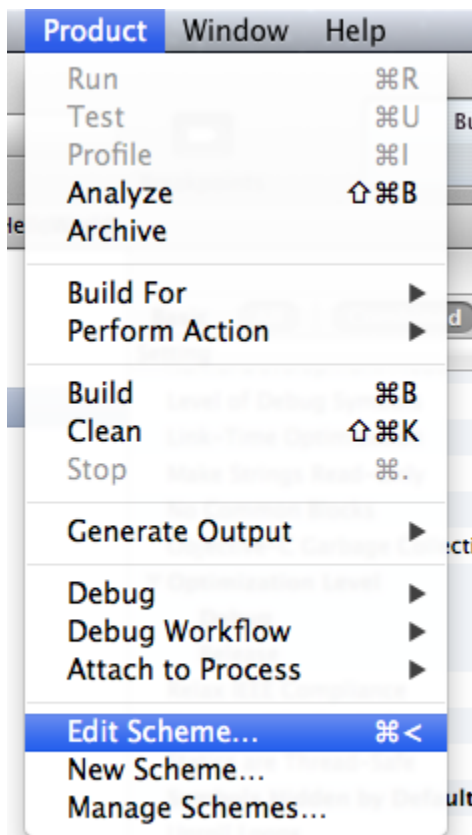 Product Window Help
Run ⌘R
Test ⌘U
Profile ⌘I
Analyze ⇧⌘B
Archive
Build For ▶
Perform Action ▶
Build ⌘B
Clean ⇧⌘K
Stop ⌘.
Generate Output ▶
Debug ▶
Debug Workflow ▶
Attach to Process ▶
Edit Scheme... ⌘<
New Scheme...
Manage Schemes...